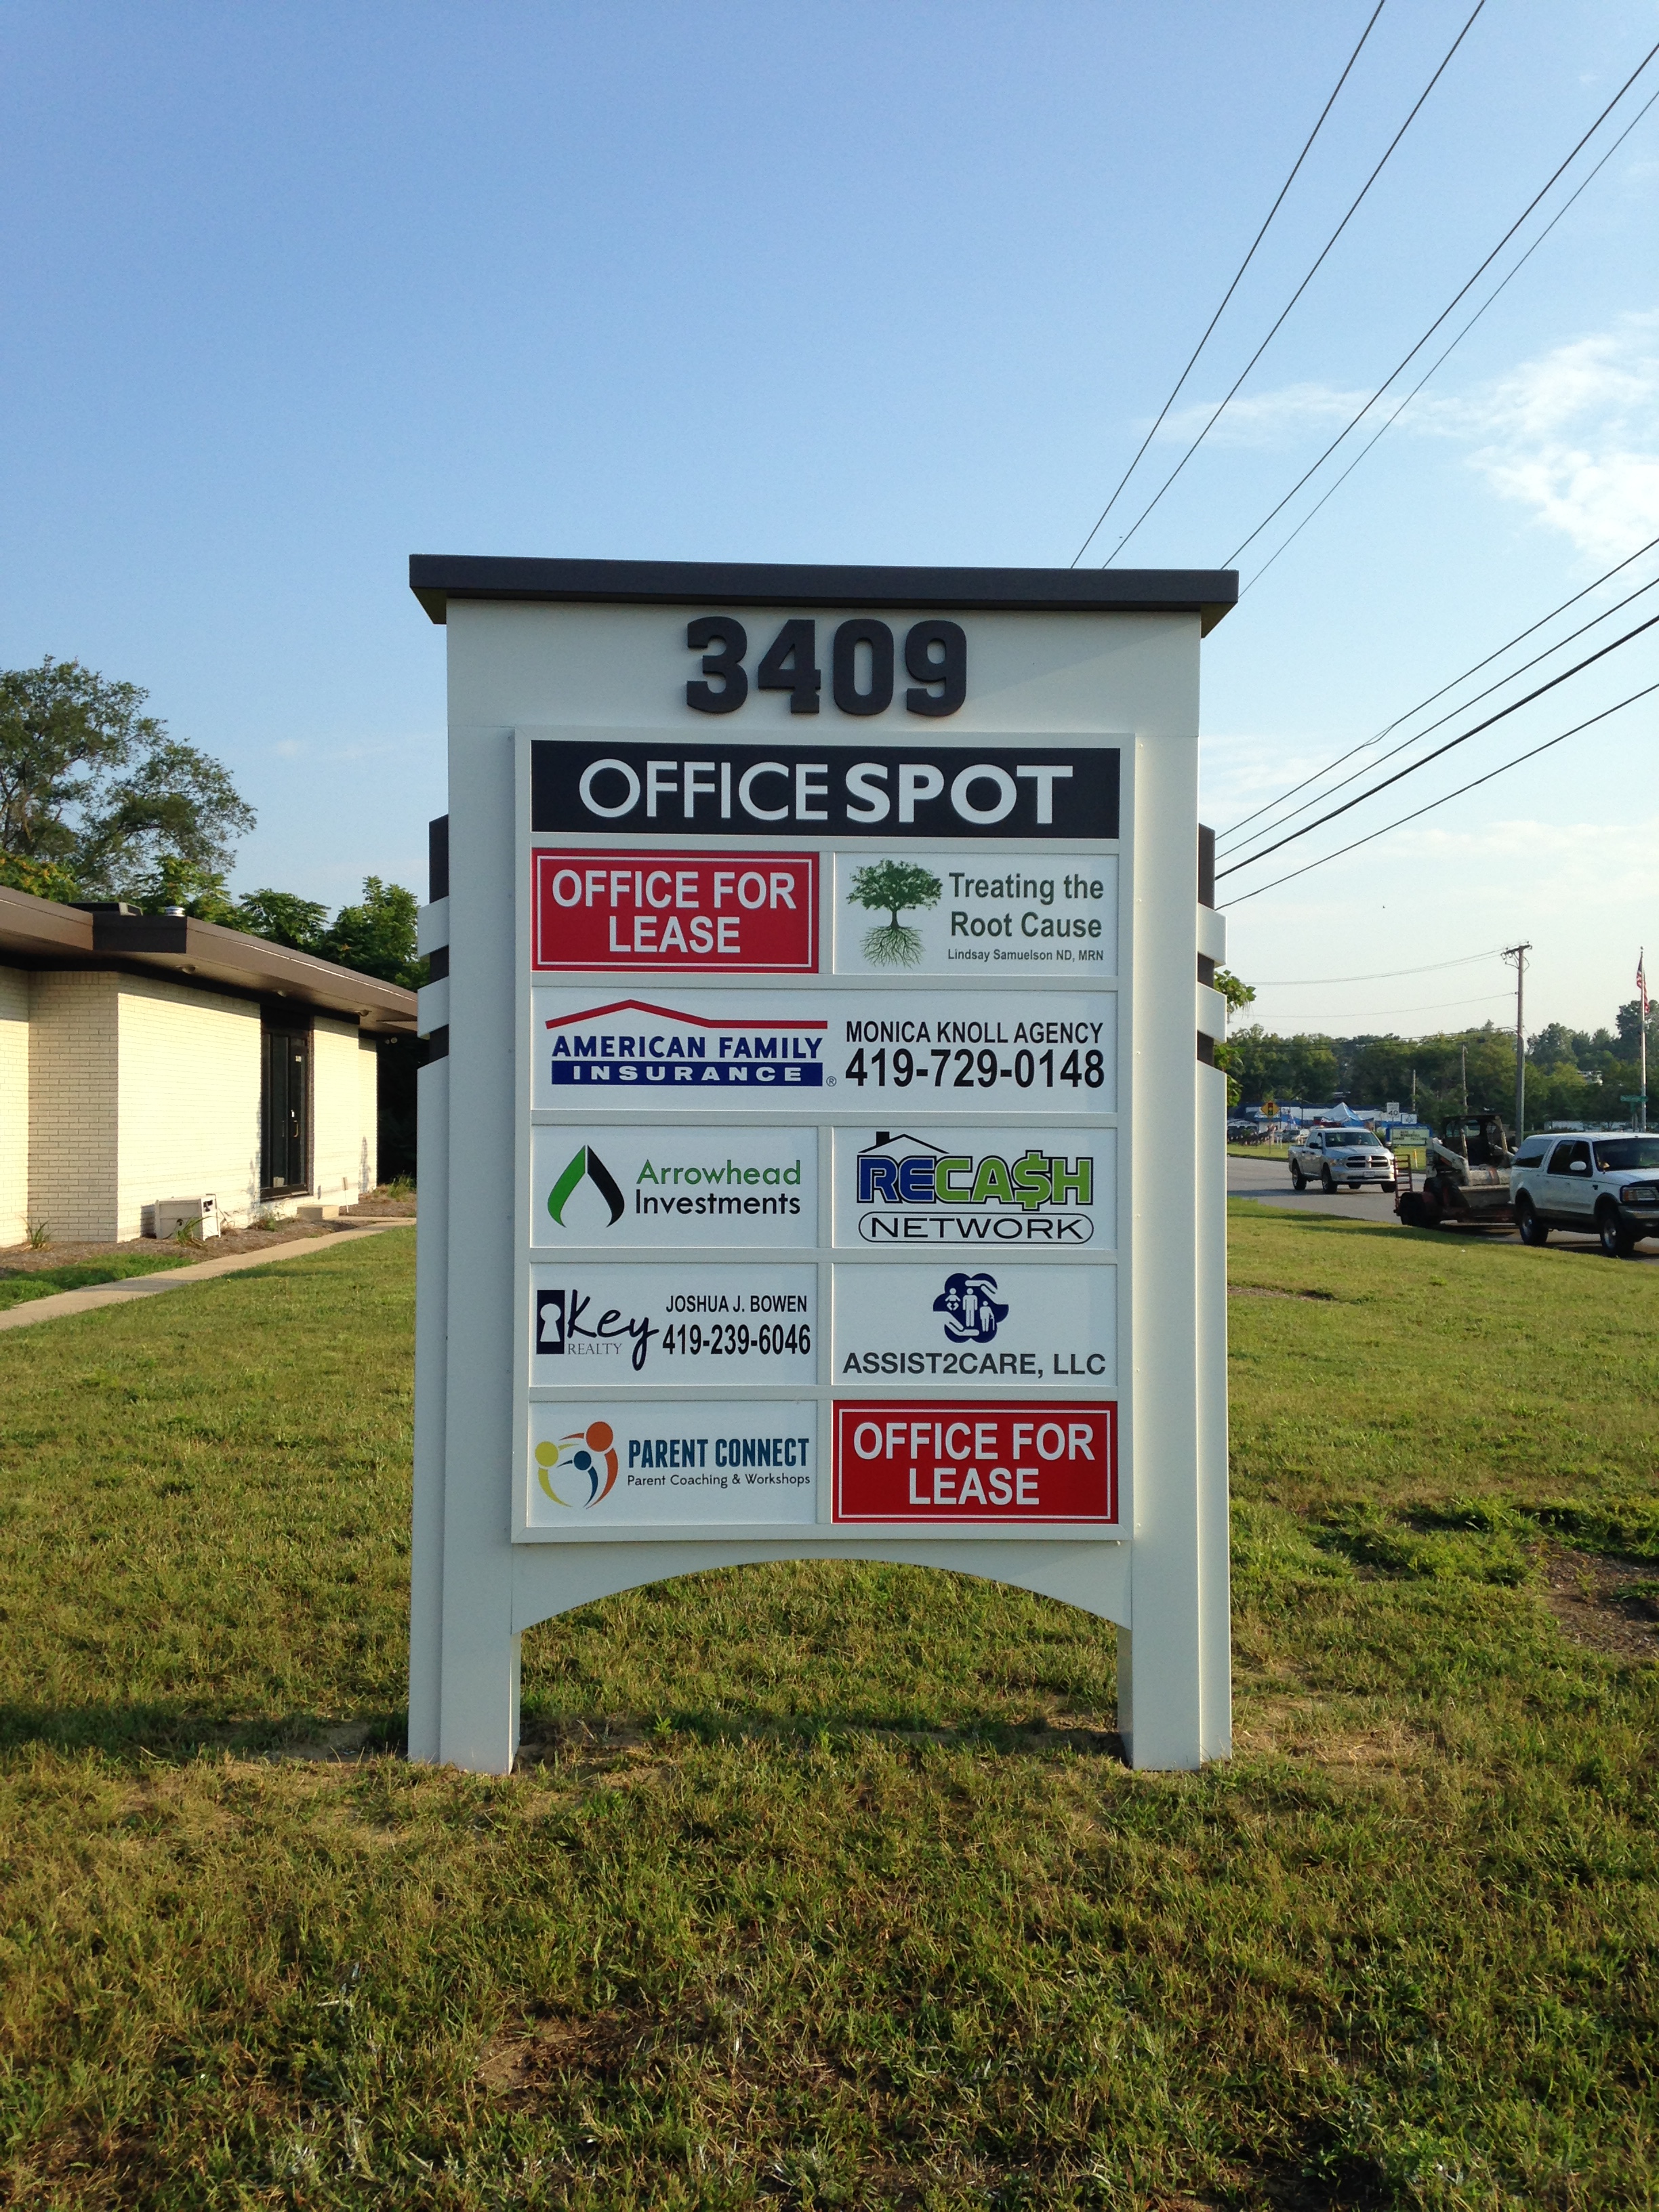 3409
OFFICE SPOT
OFFICE FOR
LEASE
Treating the
Root Cause
Lindsay Samuelson ND, MRN
AMERICAN FAMILY
INSURANCE ®
MONICA KNOLL AGENCY
419-729-0148
Arrowhead
Investments
RECA$H
NETWORK
Key
REALTY
JOSHUA J. BOWEN
419-239-6046
ASSIST2CARE, LLC
PARENT CONNECT
Parent Coaching & Workshops
OFFICE FOR
LEASE
40